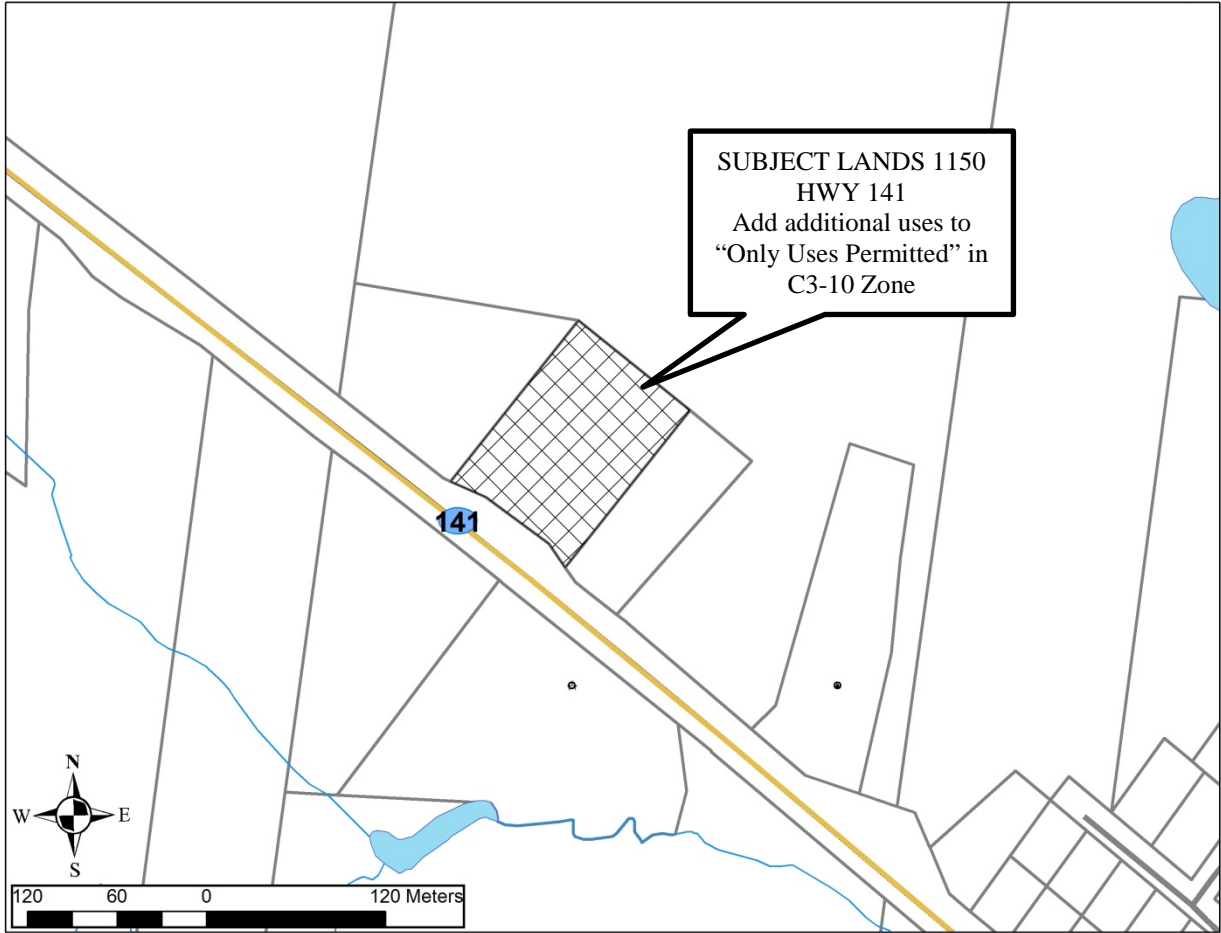 SUBJECT LANDS 1150
HWY 141
Add additional uses to
“Only Uses Permitted” in
C3-10 Zone
141
N
W E
S
120 60 0 120 Meters